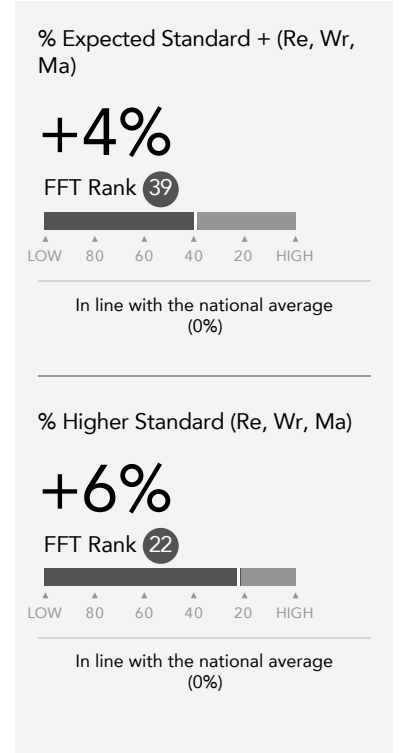 % Expected Standard + (Re, Wr,
Ma)
+4%
FFT Rank 39
LOW 80 60 40 20 HIGH
In line with the national average
(0%)
% Higher Standard (Re, Wr, Ma)
+6%
FFT Rank 22
LOW 80 60 40 20 HIGH
In line with the national average
(0%)